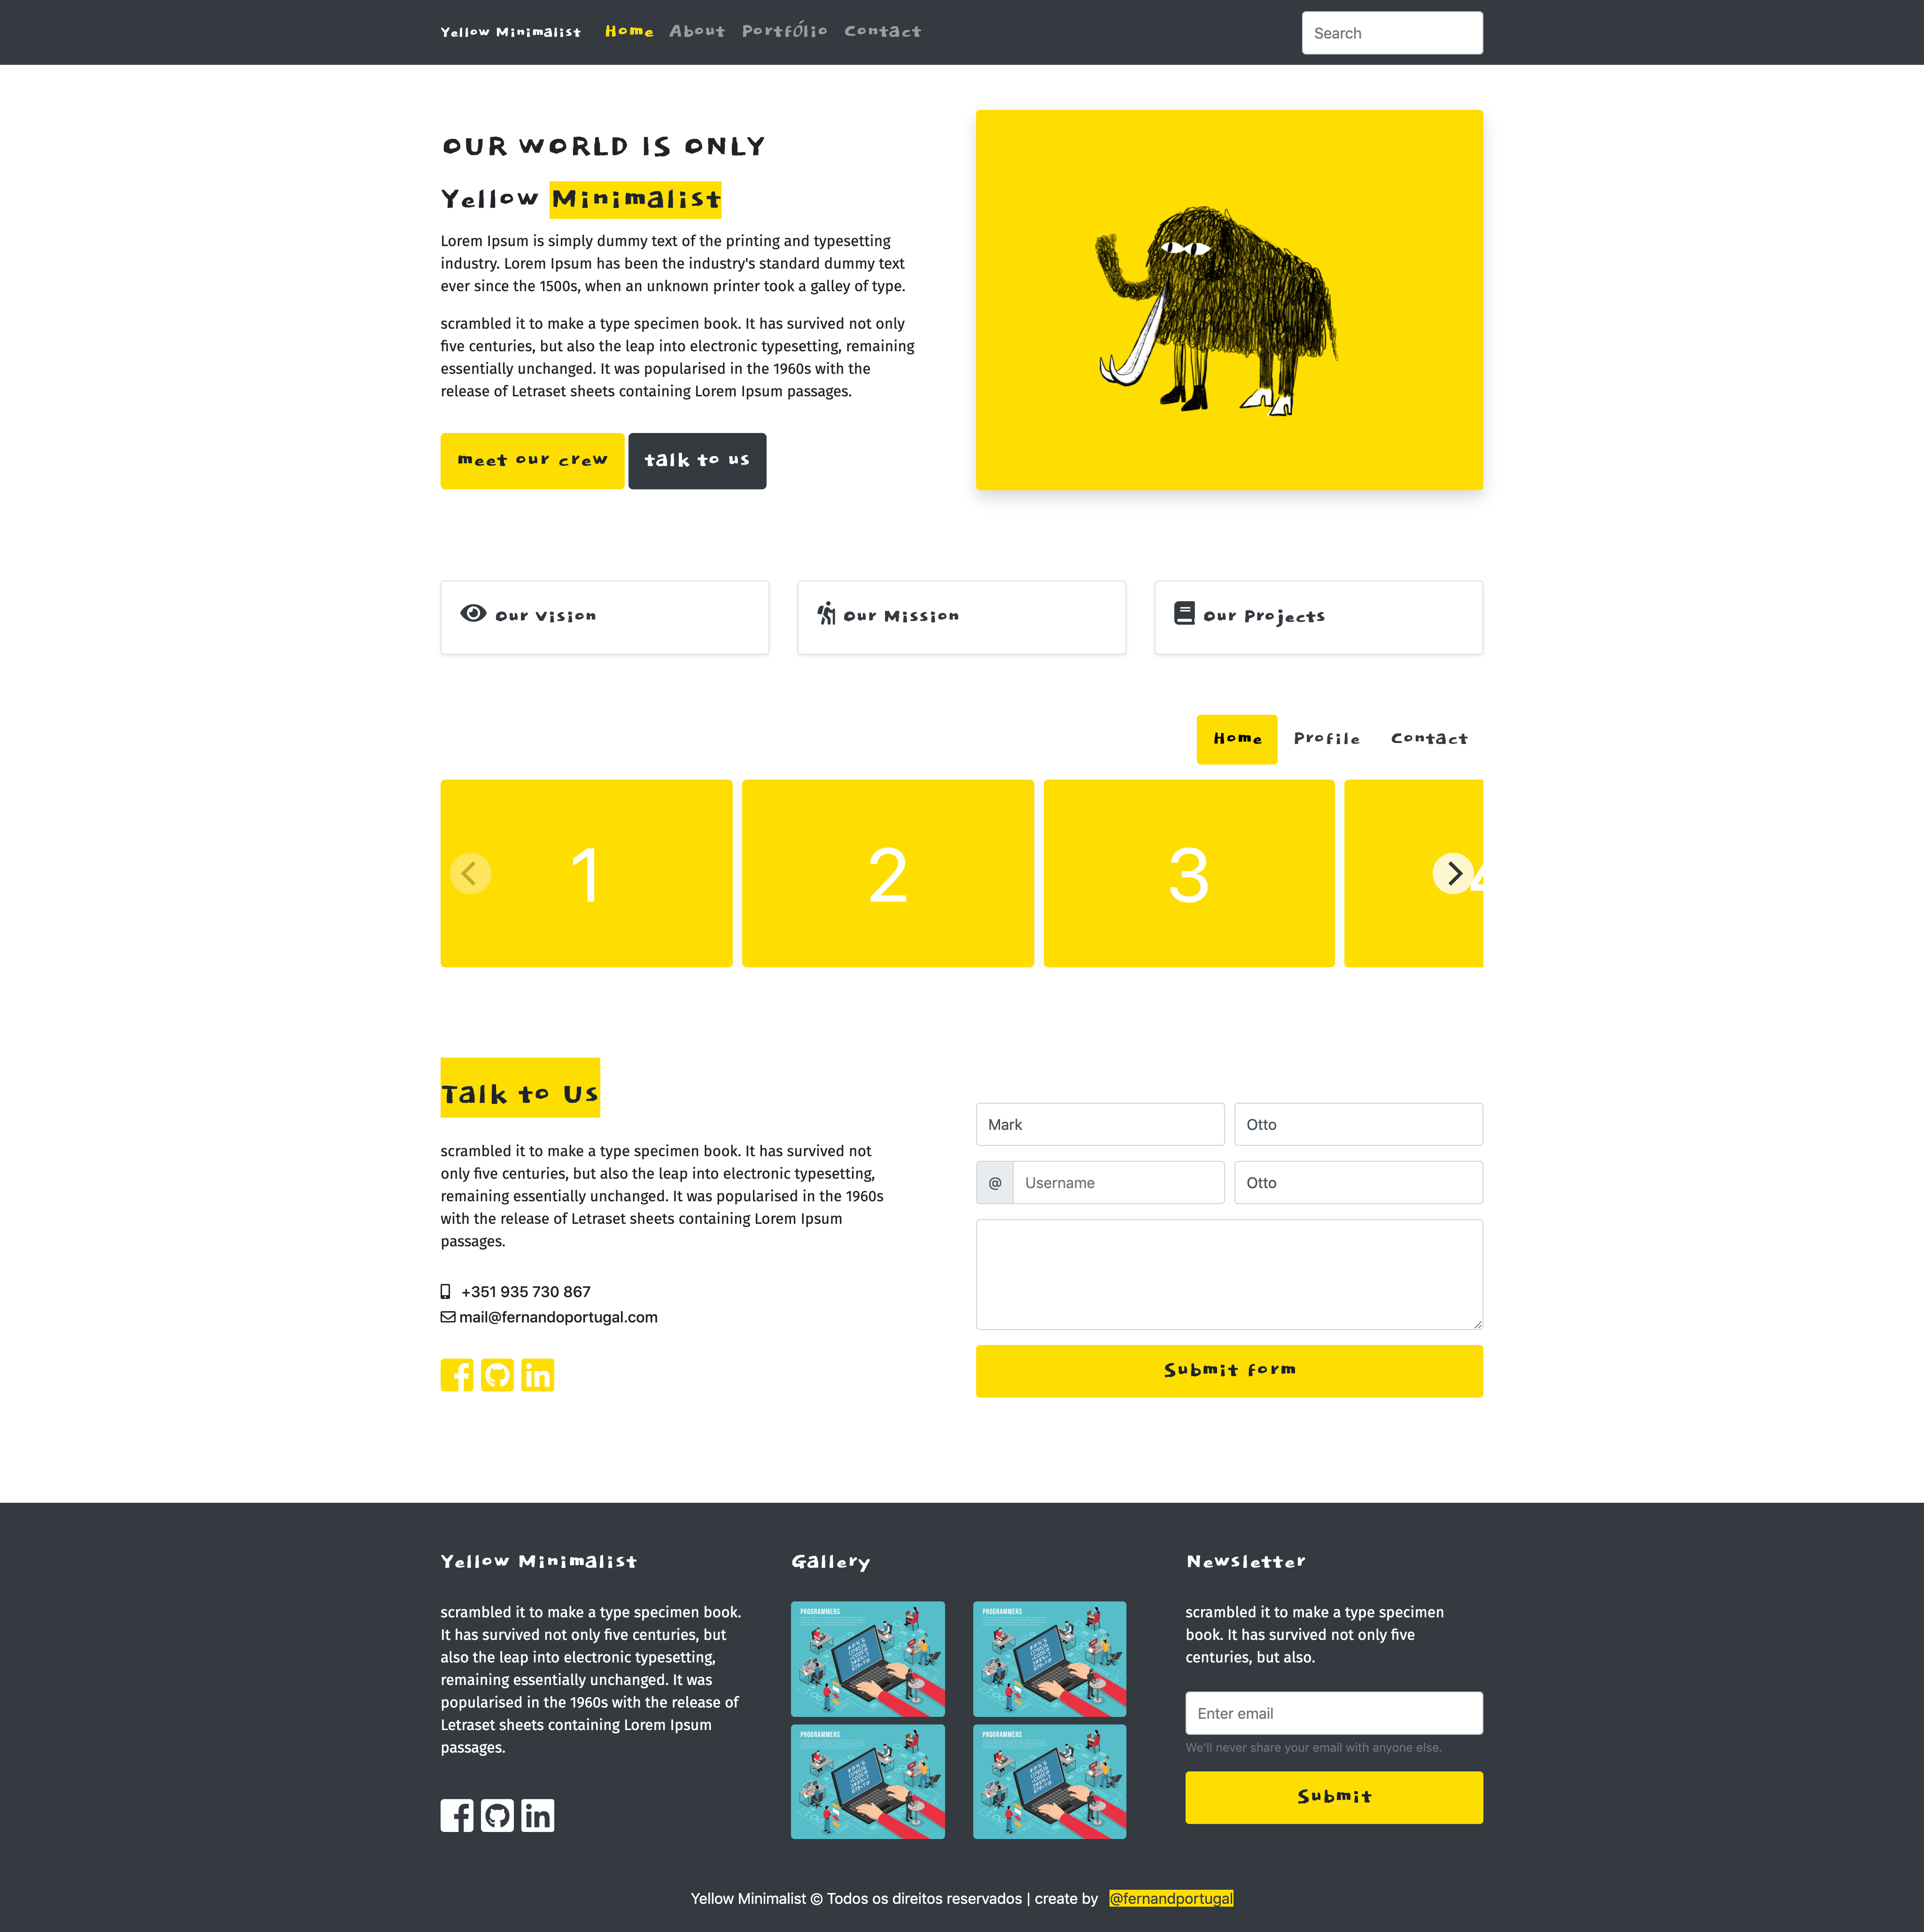 Yellow Minimalist Home About Portfólio Contact Search
OUR WORLD IS ONLY
Yellow Minimalist
Lorem Ipsum is simply dummy text of the printing and typesetting
industry. Lorem Ipsum has been the industry's standard dummy text
ever since the 1500s, when an unknown printer took a galley of type.
scrambled it to make a type specimen book. It has survived not only
five centuries, but also the leap into electronic typesetting, remaining
essentially unchanged. It was popularised in the 1960s with the
release of Letraset sheets containing Lorem Ipsum passages.
meet our crew talk to us
Our Vision Our Mission Our Projects
Home Profile Contact
1 2 3 4
Talk to Us
scrambled it to make a type specimen book. It has survived not
only five centuries, but also the leap into electronic typesetting,
remaining essentially unchanged. It was popularised in the 1960s
with the release of Letraset sheets containing Lorem Ipsum
passages.
+351 935 730 867
mail@fernandoportugal.com
Mark Otto
@ Username Otto
Submit form
Yellow Minimalist
scrambled it to make a type specimen book.
It has survived not only five centuries, but
also the leap into electronic typesetting,
remaining essentially unchanged. It was
popularised in the 1960s with the release of
Letraset sheets containing Lorem Ipsum
passages.
Gallery
PROGRAMMERS PROGRAMMERS
PROGRAMMERS PROGRAMMERS
Newsletter
scrambled it to make a type specimen
book. It has survived not only five
centuries, but also.
Enter email
We'll never share your email with anyone else.
Submit
Yellow Minimalist © Todos os direitos reservados | create by @fernandportugal